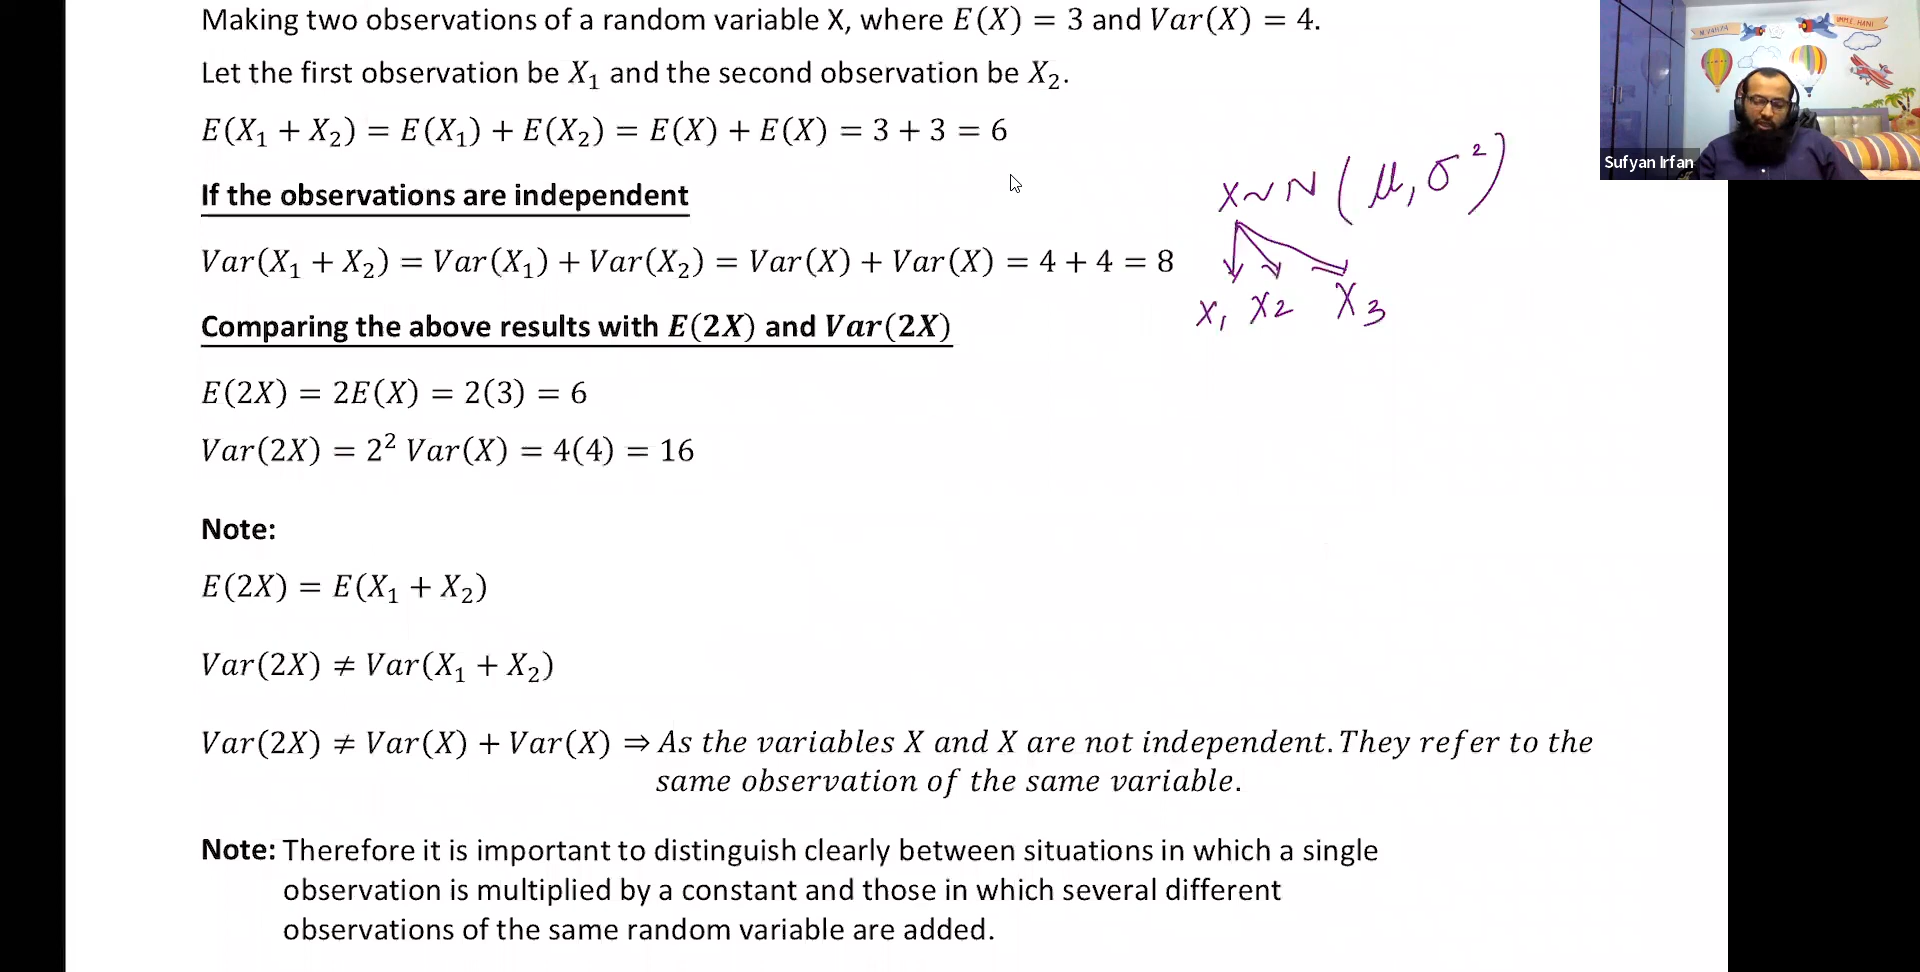 Making two observations of a random variable X, where E(X) = 3 and Var(X) = 4.
Let the first observation be X₁ and the second observation be X₂.
E(X₁ + X₂) = E(X₁) + E(X₂) = E(X) + E(X) = 3 + 3 = 6
If the observations are independent
Var(X₁ + X₂) = Var(X₁) + Var(X₂) = Var(X) + Var(X) = 4 + 4 = 8
Comparing the above results with E(2X) and Var(2X)
E(2X) = 2E(X) = 2(3) = 6
Var(2X) = 2² Var(X) = 4(4) = 16
Note:
E(2X) = E(X₁ + X₂)
Var(2X) ≠ Var(X₁ + X₂)
Var(2X) ≠ Var(X) + Var(X) ⇒ As the variables X and X are not independent. They refer to the
same observation of the same variable.
Note: Therefore it is important to distinguish clearly between situations in which a single
observation is multiplied by a constant and those in which several different
observations of the same random variable are added.
X ~ N(μ, σ²)
X₁ X₂ X₃
Sufyan Irfan